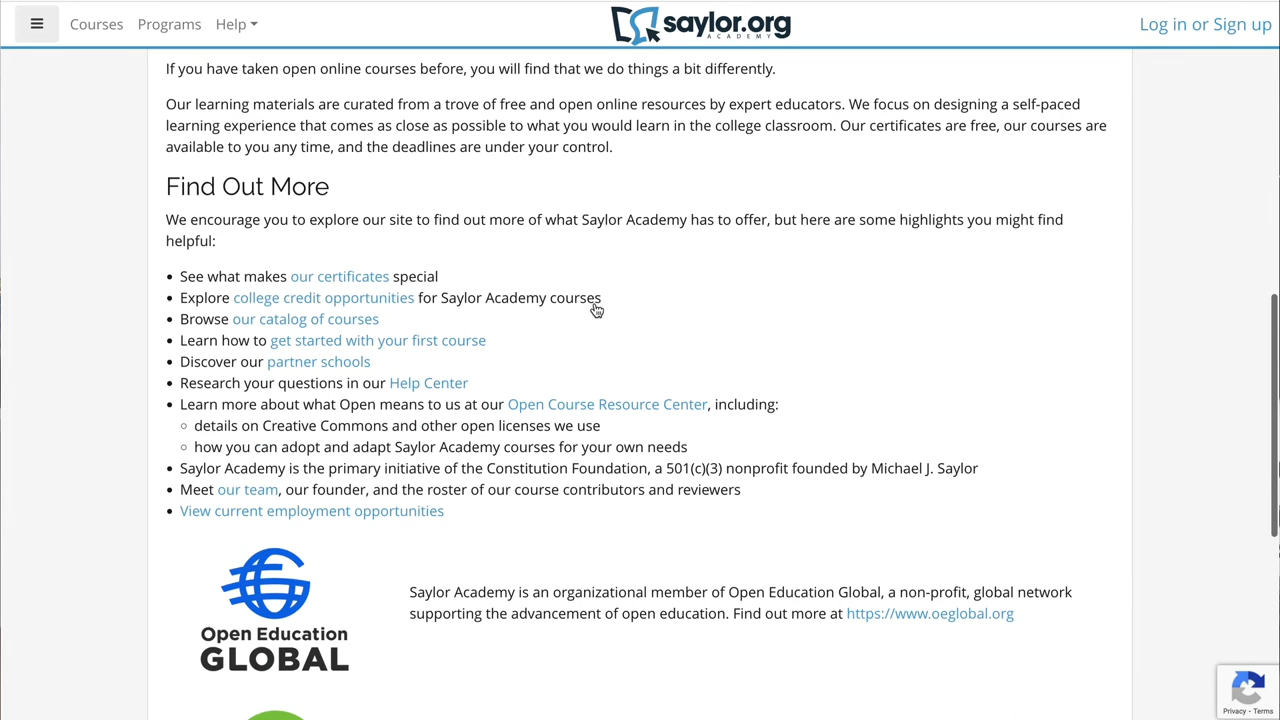 Courses Programs Help saylor.org Log in or Sign up
ACADEMY
If you have taken open online courses before, you will find that we do things a bit differently.
Our learning materials are curated from a trove of free and open online resources by expert educators. We focus on designing a self-paced
learning experience that comes as close as possible to what you would learn in the college classroom. Our certificates are free, our courses are
available to you any time, and the deadlines are under your control.
Find Out More
We encourage you to explore our site to find out more of what Saylor Academy has to offer, but here are some highlights you might find
helpful:
• See what makes our certificates special
• Explore college credit opportunities for Saylor Academy courses
• Browse our catalog of courses
• Learn how to get started with your first course
• Discover our partner schools
• Research your questions in our Help Center
• Learn more about what Open means to us at our Open Course Resource Center, including:
◦ details on Creative Commons and other open licenses we use
◦ how you can adopt and adapt Saylor Academy courses for your own needs
• Saylor Academy is the primary initiative of the Constitution Foundation, a 501(c)(3) nonprofit founded by Michael J. Saylor
• Meet our team, our founder, and the roster of our course contributors and reviewers
• View current employment opportunities
Saylor Academy is an organizational member of Open Education Global, a non-profit, global network
supporting the advancement of open education. Find out more at https://www.oeglobal.org
Open Education
GLOBAL
Privacy - Terms